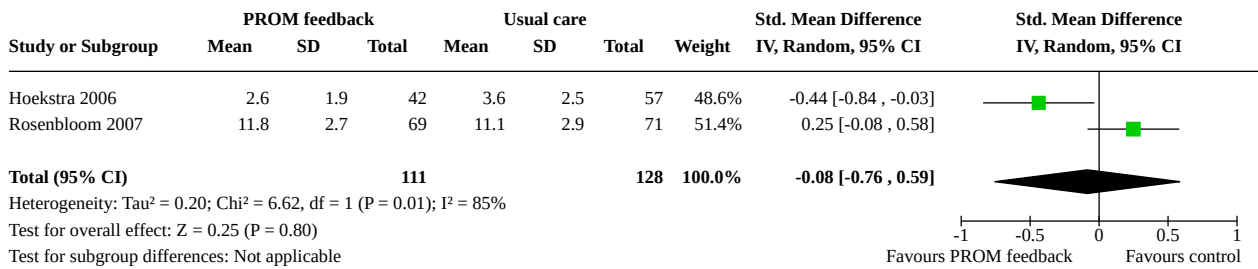 PROM feedback Usual care Std. Mean Difference Std. Mean Difference
Study or Subgroup Mean SD Total Mean SD Total Weight IV, Random, 95% CI IV, Random, 95% CI
Hoekstra 2006 2.6 1.9 42 3.6 2.5 57 48.6% -0.44 [-0.84 , -0.03]
Rosenbloom 2007 11.8 2.7 69 11.1 2.9 71 51.4% 0.25 [-0.08 , 0.58]
Total (95% CI) 111 128 100.0% -0.08 [-0.76 , 0.59]
Heterogeneity: Tau² = 0.20; Chi² = 6.62, df = 1 (P = 0.01); I² = 85%
Test for overall effect: Z = 0.25 (P = 0.80) -1 -0.5 0 0.5 1
Test for subgroup differences: Not applicable Favours PROM feedback Favours control